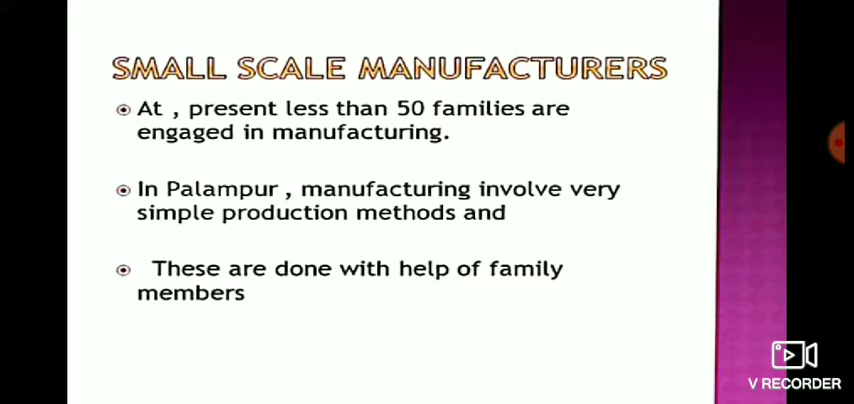 SMALL SCALE MANUFACTURERS
At , present less than 50 families are
engaged in manufacturing.
In Palampur , manufacturing involve very
simple production methods and
These are done with help of family
members
V RECORDER